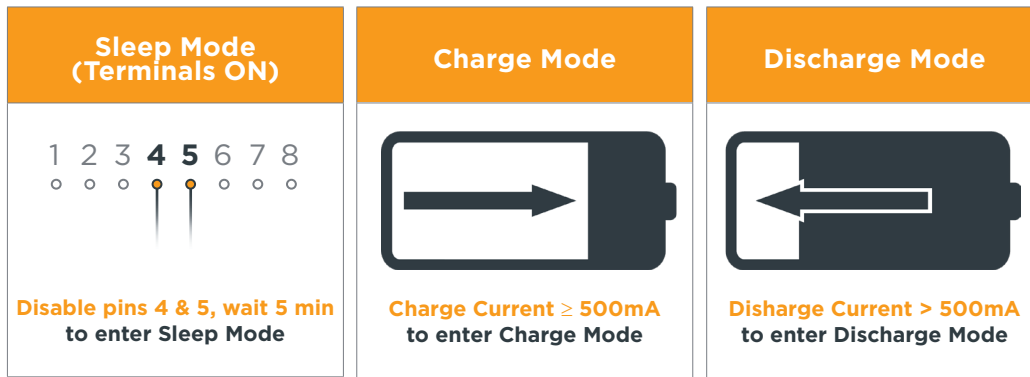 Sleep Mode
(Terminals ON)
1 2 3 4 5 6 7 8
Disable pins 4 & 5, wait 5 min
to enter Sleep Mode
Charge Mode
Charge Current ≥ 500mA
to enter Charge Mode
Discharge Mode
Disharge Current > 500mA
to enter Discharge Mode